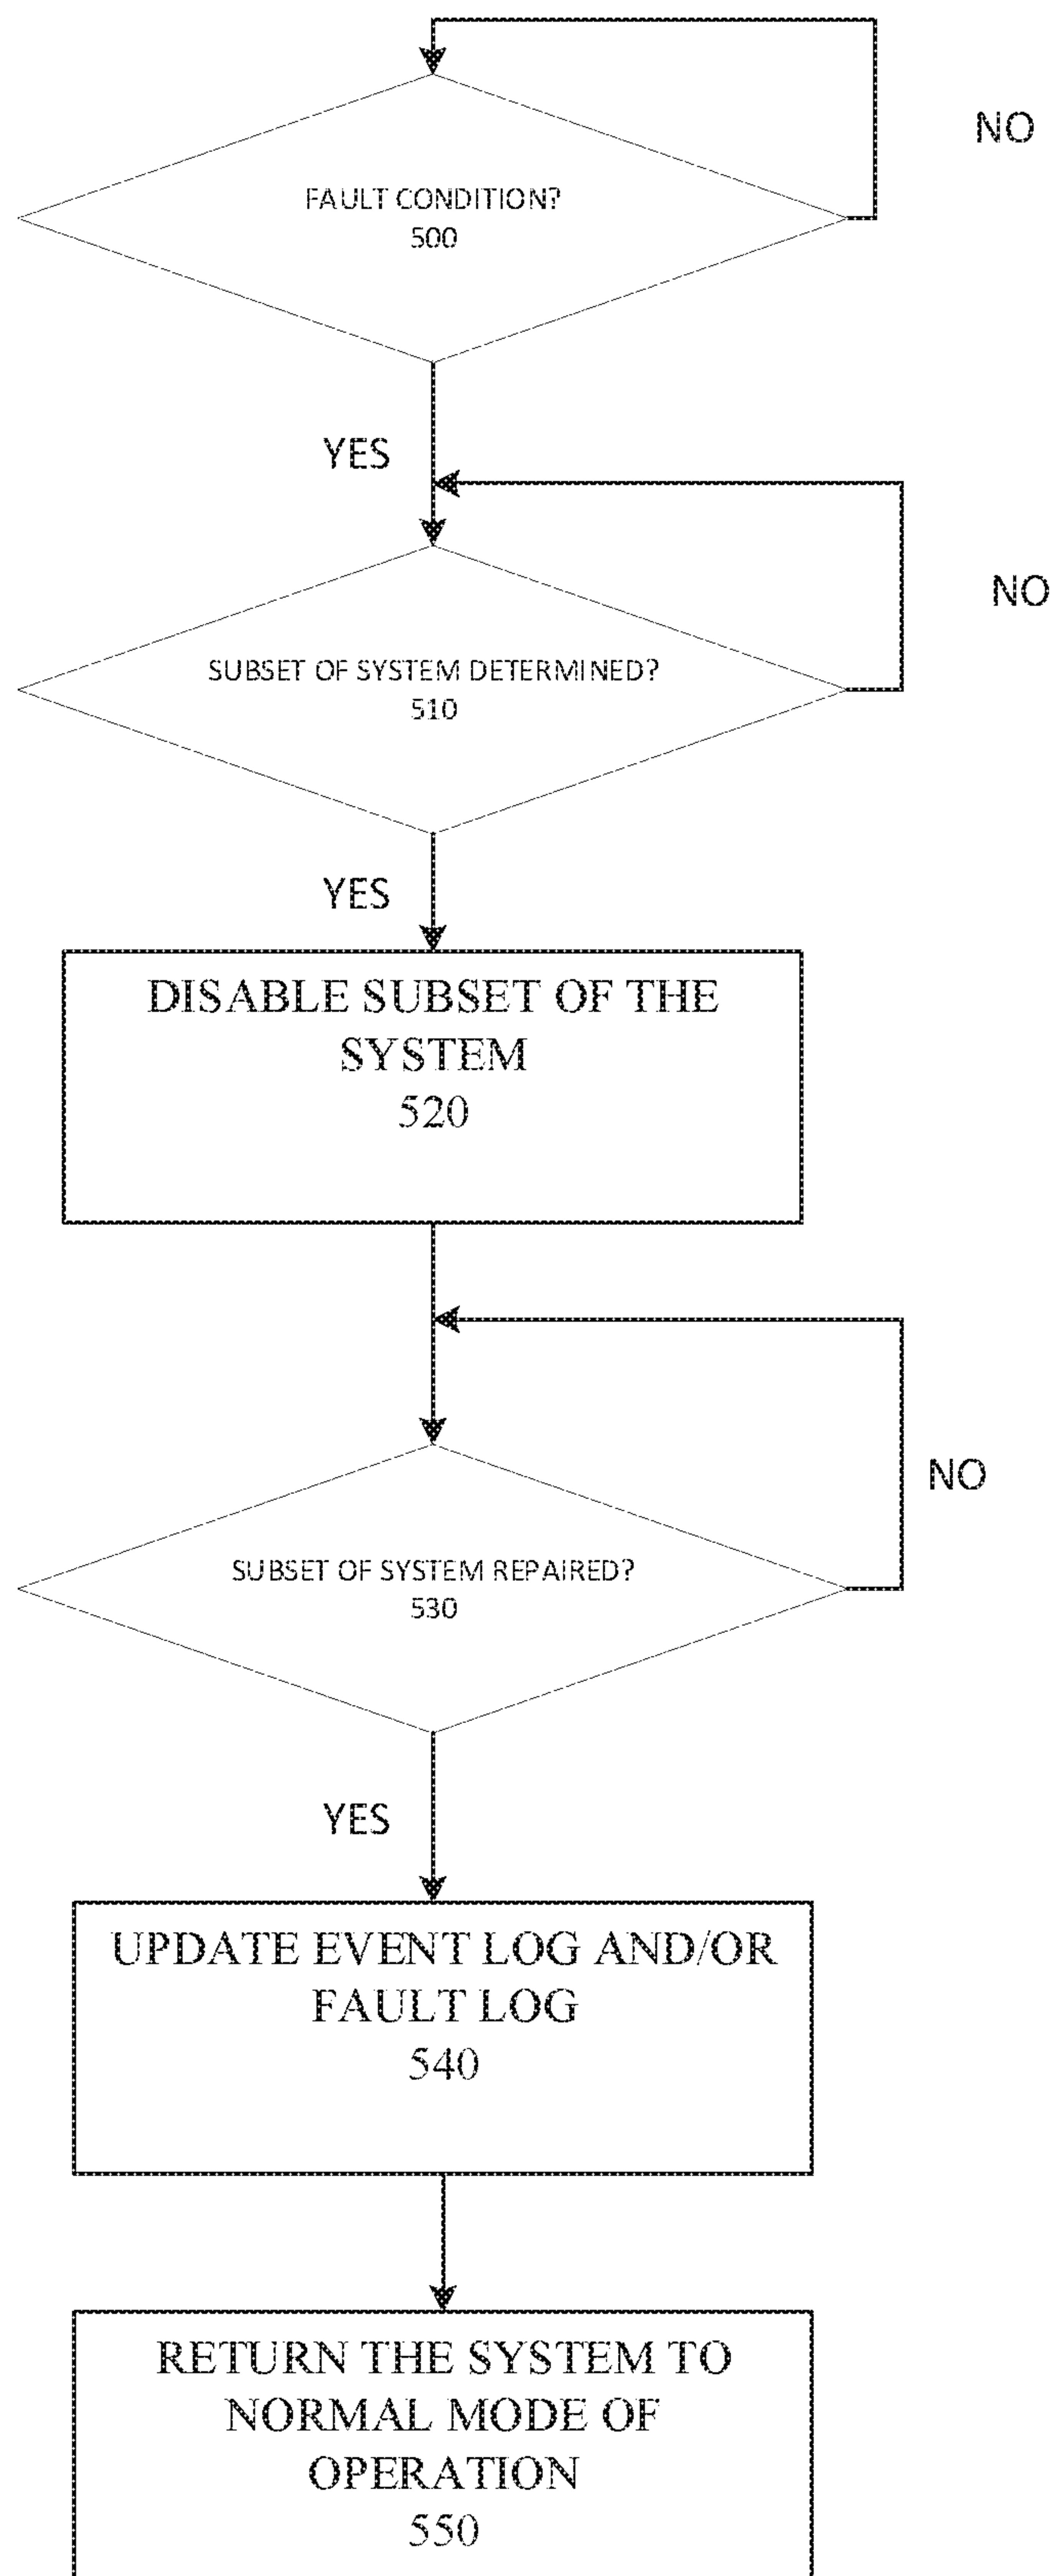 NO
FAULT CONDITION?
500
YES
NO
SUBSET OF SYSTEM DETERMINED?
510
YES
DISABLE SUBSET OF THE
SYSTEM
520
NO
SUBSET OF SYSTEM REPAIRED?
530
YES
UPDATE EVENT LOG AND/OR
FAULT LOG
540
RETURN THE SYSTEM TO
NORMAL MODE OF
OPERATION
550